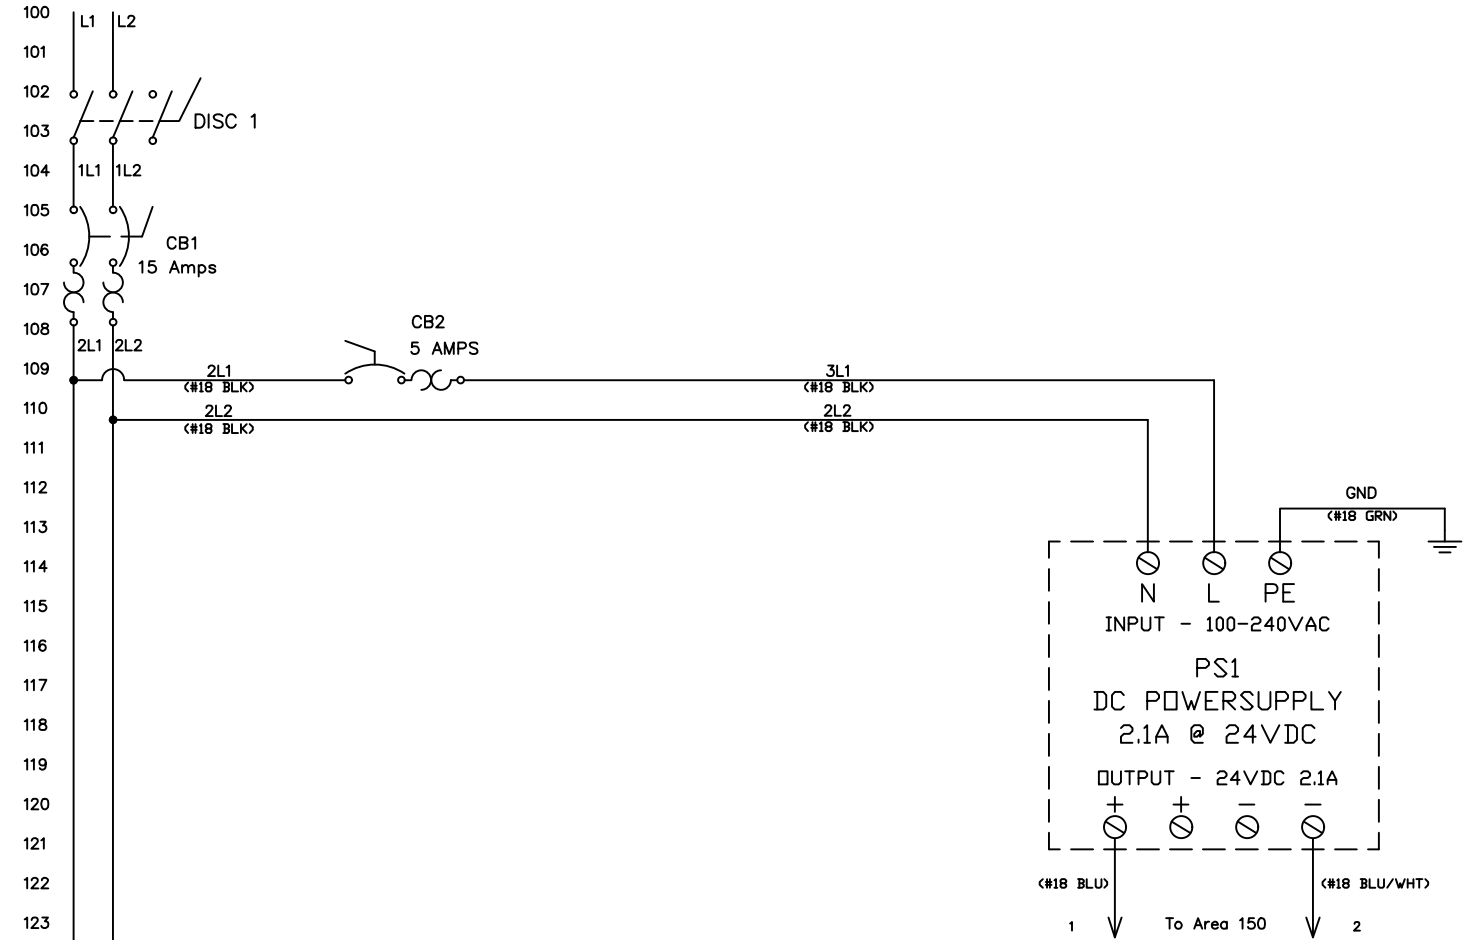 100
L1 L2
101
102
DISC 1
103
104
1L1 1L2
105
106
CB1
15 Amps
107
108
CB2
5 AMPS
2L1 2L2
109
2L1
(#18 BLK)
3L1
(#18 BLK)
110
2L2
(#18 BLK)
2L2
(#18 BLK)
111
112
GND
(#18 GRN)
113
114
N L PE
115
INPUT - 100-240VAC
116
117
PS1
DC POWERSUPPLY
118
2.1A @ 24VDC
119
OUTPUT - 24VDC 2.1A
120
+ + - -
121
122
(#18 BLU) (#18 BLU/WHT)
123
1 To Area 150 2